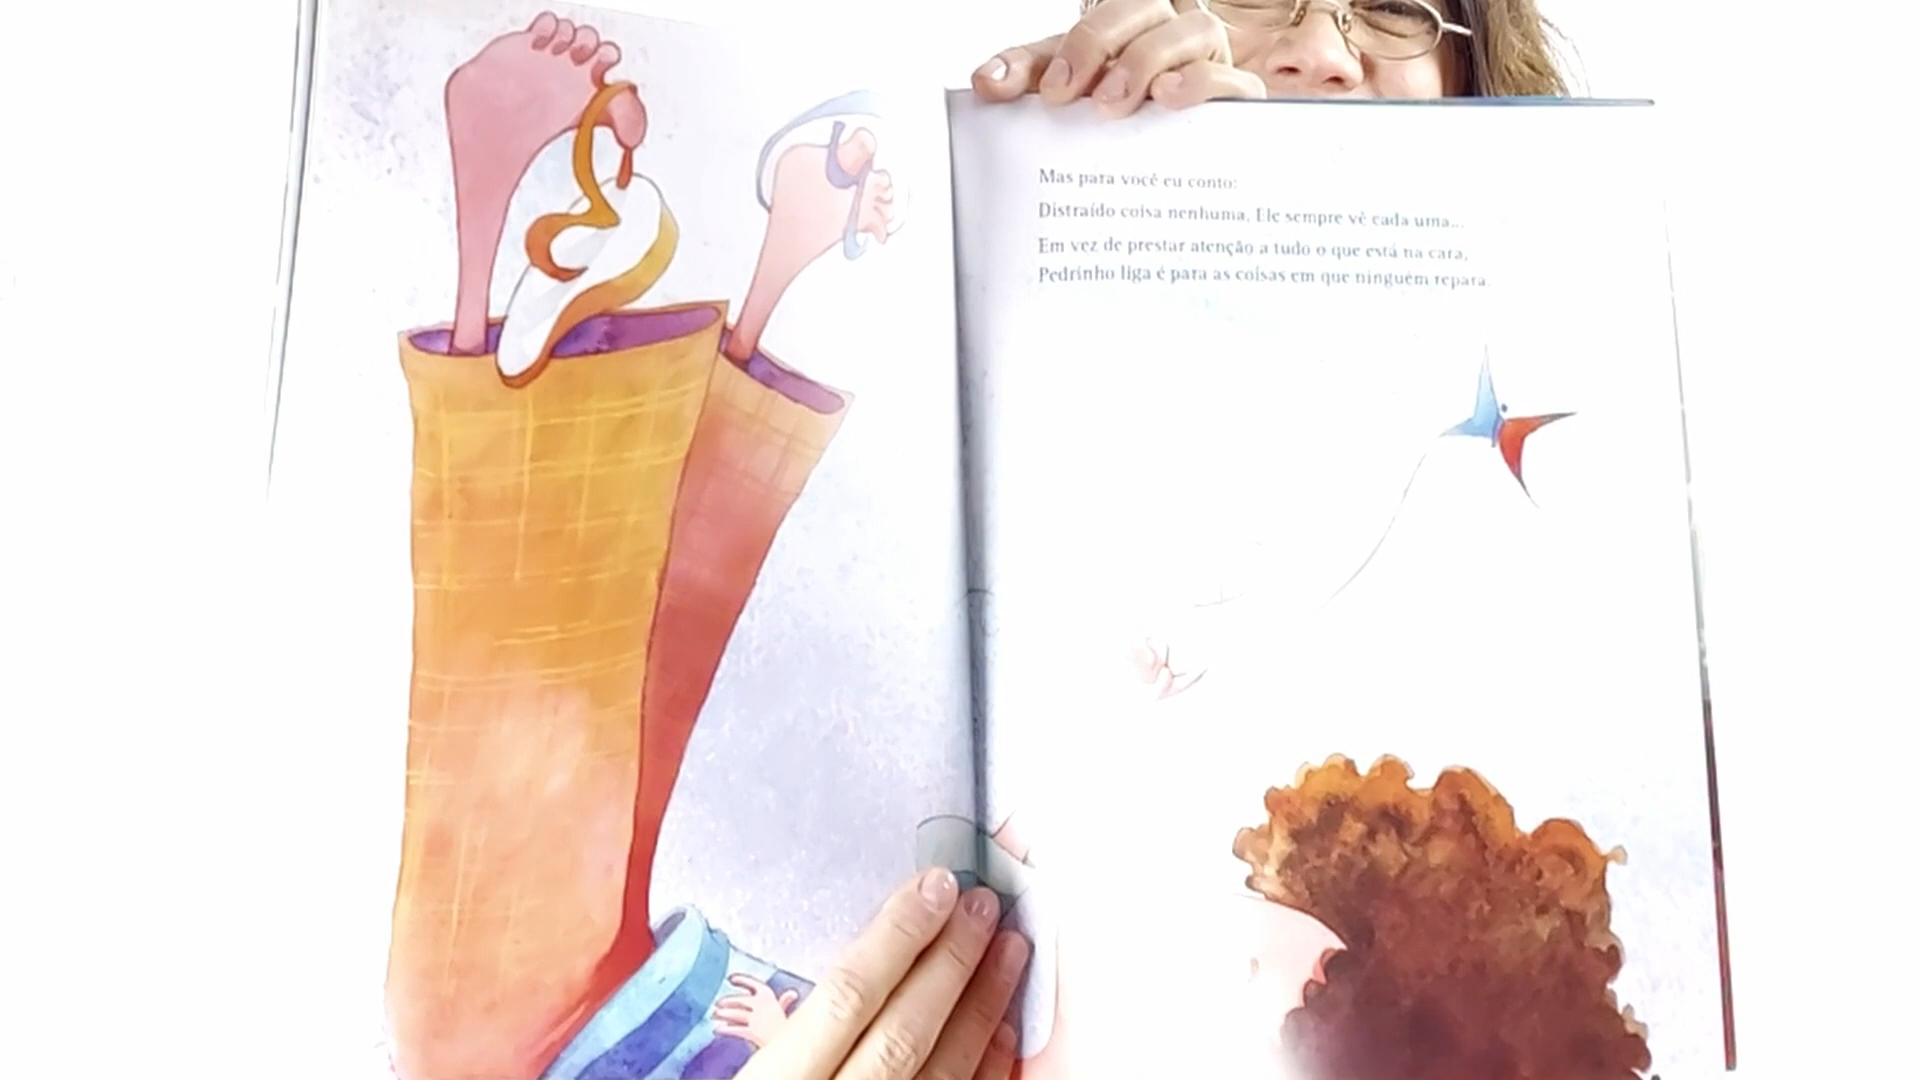 Mas para você eu conto:
Distraído coisa nenhuma. Ele sempre vê cada uma...
Em vez de prestar atenção a tudo o que está na cara,
Pedrinho liga é para as coisas em que ninguém repara.